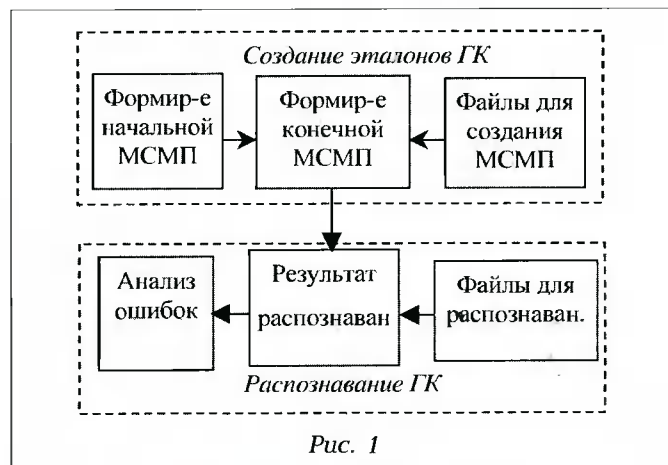 Создание эталонов ГК
Формир-е
начальной
МСМП
Формир-е
конечной
МСМП
Файлы для
создания
МСМП
Анализ
ошибок
Результат
распознаван
Файлы для
распознаван.
Распознавание ГК
Рис. 1